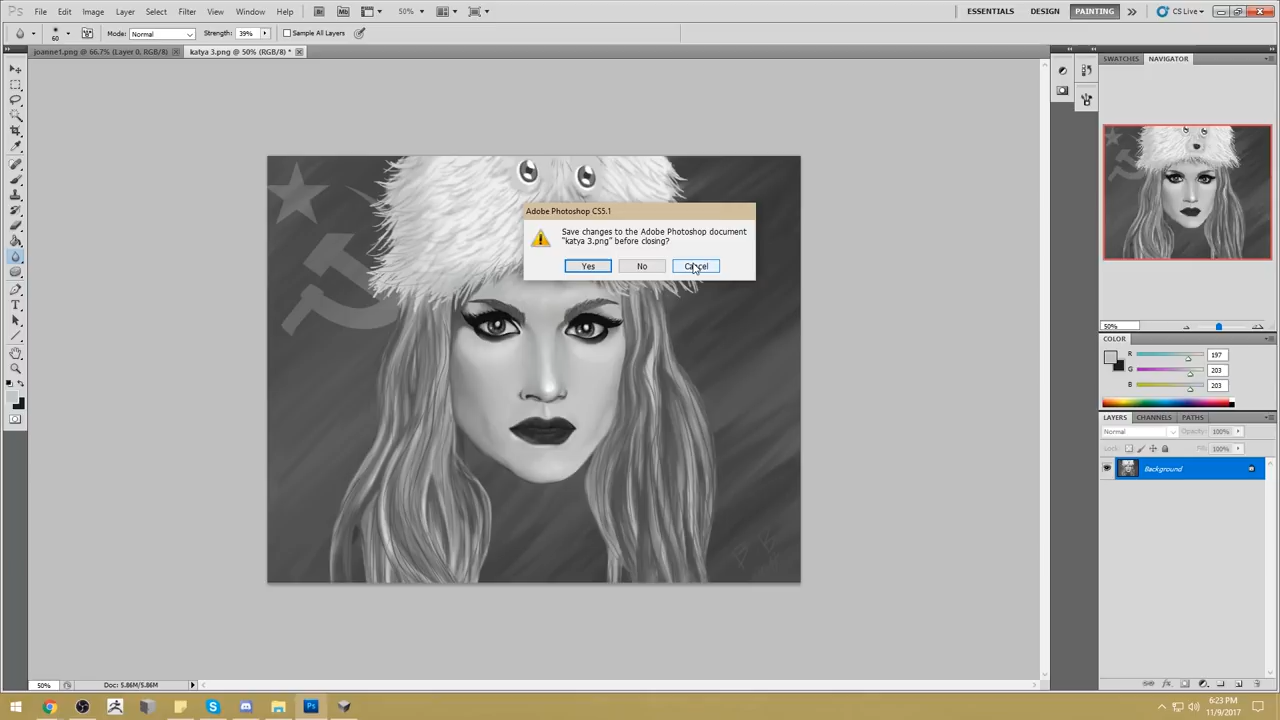 Ps File Edit Image Layer Select Filter View Window Help 50% ESSENTIALS DESIGN PAINTING CS Live
60 Mode: Normal Strength: 39% Sample All Layers
joanne1.png @ 66.7% (Layer 0, RGB/8) katya 3.png @ 50% (RGB/8) *
SWATCHES NAVIGATOR
Adobe Photoshop CS5.1
Save changes to the Adobe Photoshop document
"katya 3.png" before closing?
Yes No Cancel
50%
COLOR
R 197
G 203
B 203
LAYERS CHANNELS PATHS
Normal Opacity: 100%
Lock: Fill: 100%
Background
50% Doc: 5.86M/5.86M
6:23 PM
11/9/2017